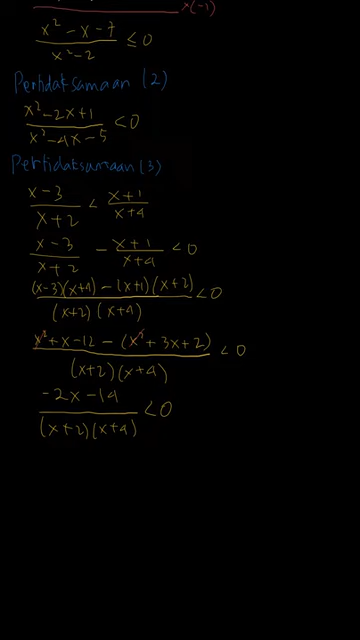 x(-1)
x² - x - 7 / x² - 2 ≤ 0
Pertidaksamaan (2)
x² - 2x + 1 / x² - 4x - 5 < 0
Pertidaksamaan (3)
x - 3 / x + 2 < x + 1 / x + 4
x - 3 / x + 2 - x + 1 / x + 4 < 0
(x-3)(x+4) - (x+1)(x+2) / (x+2)(x+4) < 0
x² + x - 12 - (x² + 3x + 2) / (x+2)(x+4) < 0
-2x - 14 / (x+2)(x+4) < 0